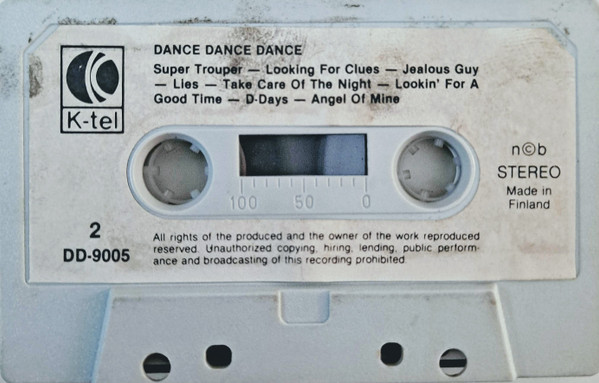 DANCE DANCE DANCE
Super Trouper — Looking For Clues — Jealous Guy
— Lies — Take Care Of The Night — Lookin' For A
Good Time — D-Days — Angel Of Mine
K-tel
n©b
STEREO
Made in
Finland
100 50 0
2
DD-9005
All rights of the produced and the owner of the work reproduced
reserved. Unauthorized copying, hiring, lending, public perform-
ance and broadcasting of this recording prohibited